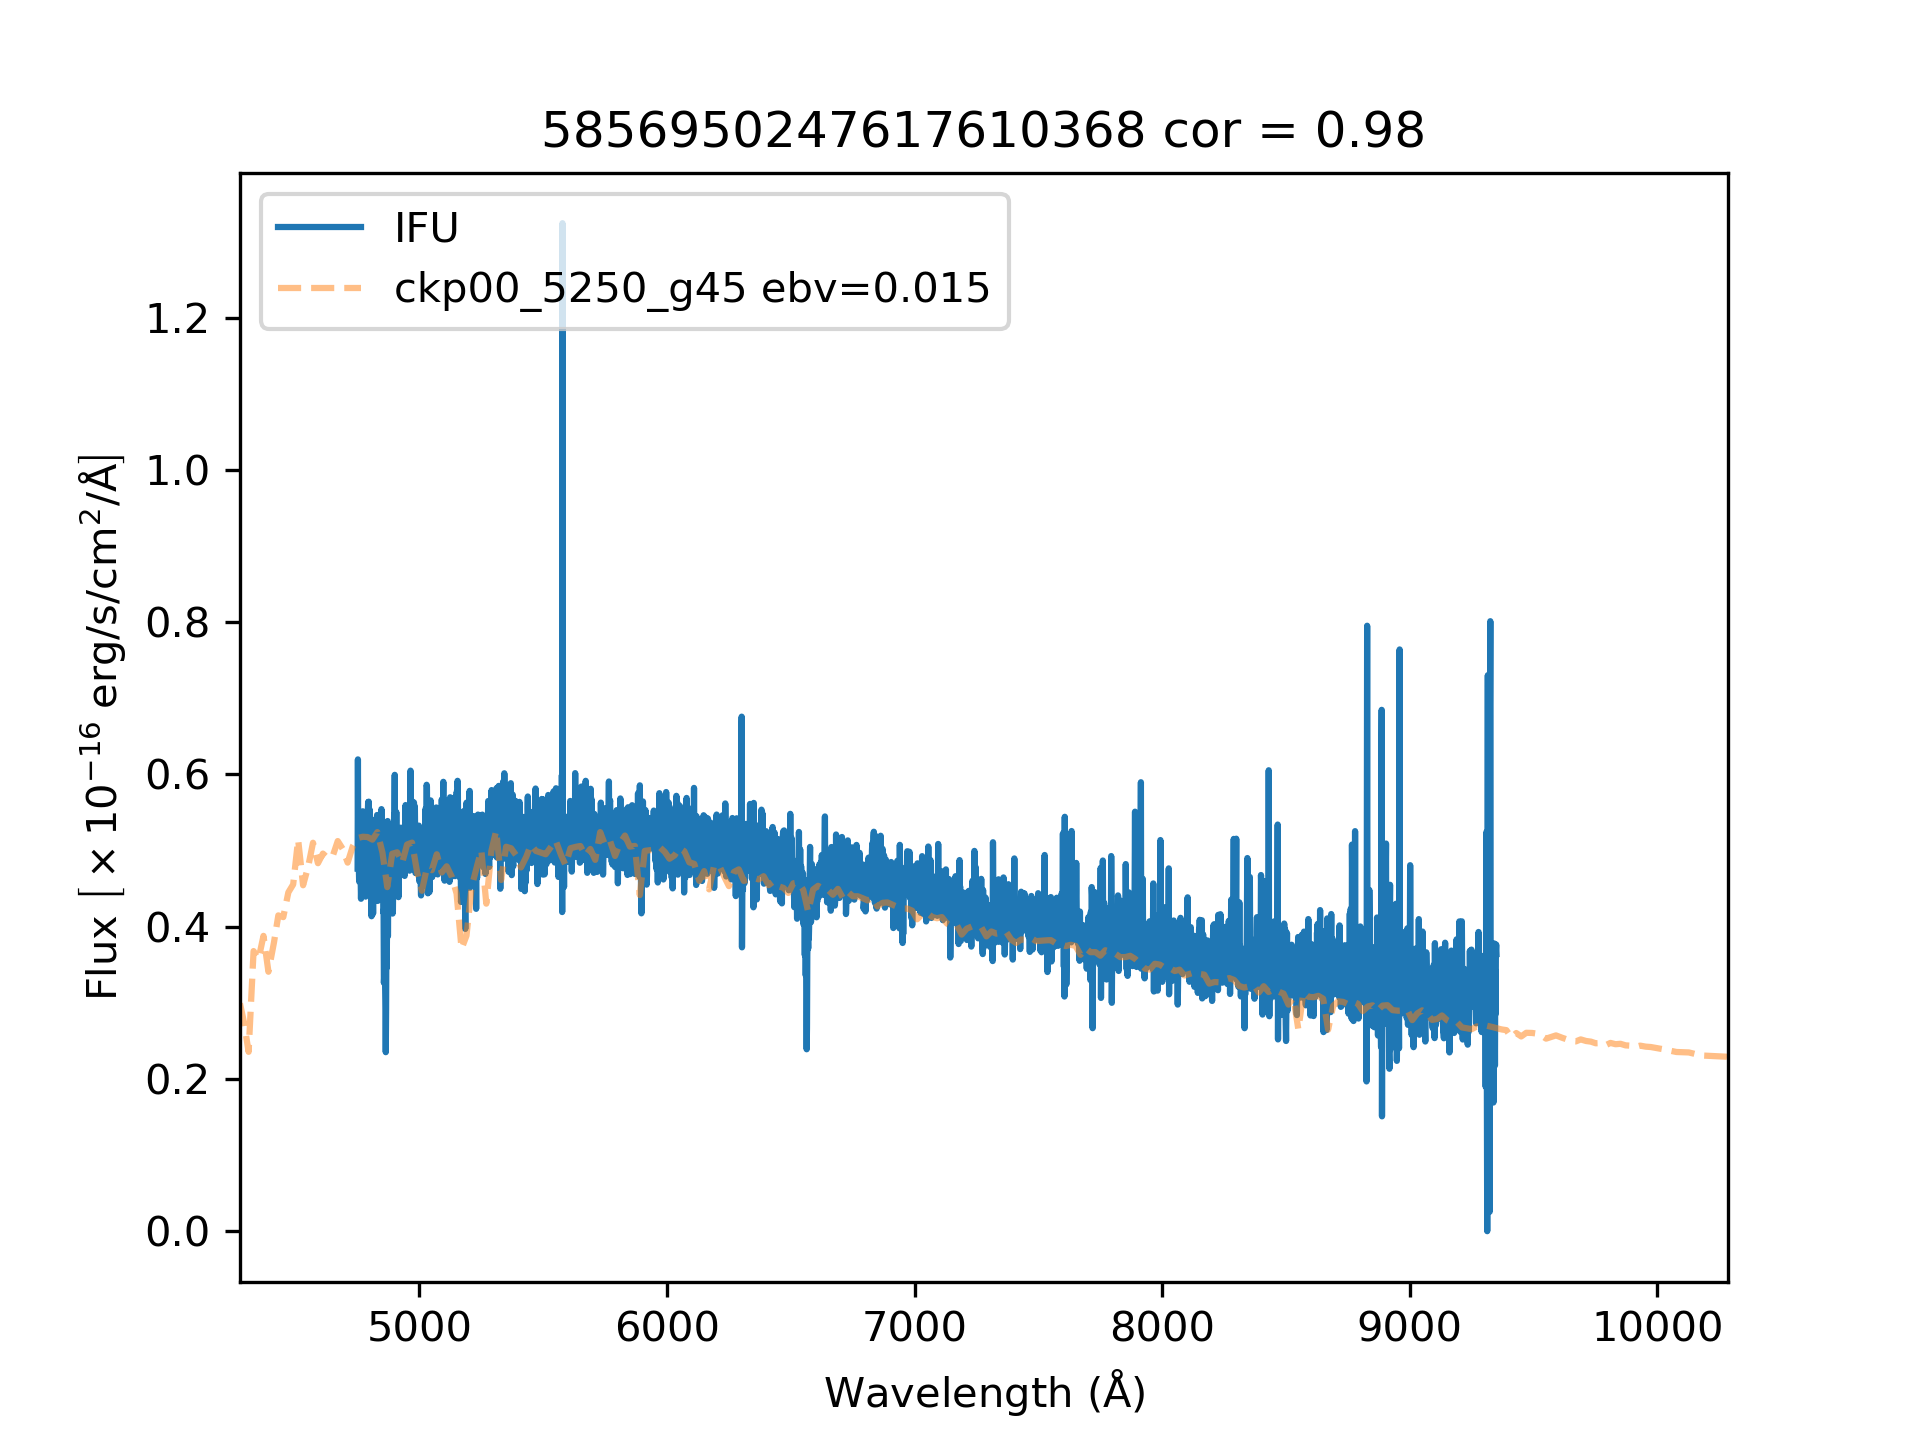 5856950247617610368 cor = 0.98
IFU
ckp00_5250_g45 ebv=0.015
Flux [ × 10⁻¹⁶ erg/s/cm²/Å]
1.2
1.0
0.8
0.6
0.4
0.2
0.0
5000 6000 7000 8000 9000 10000
Wavelength (Å)